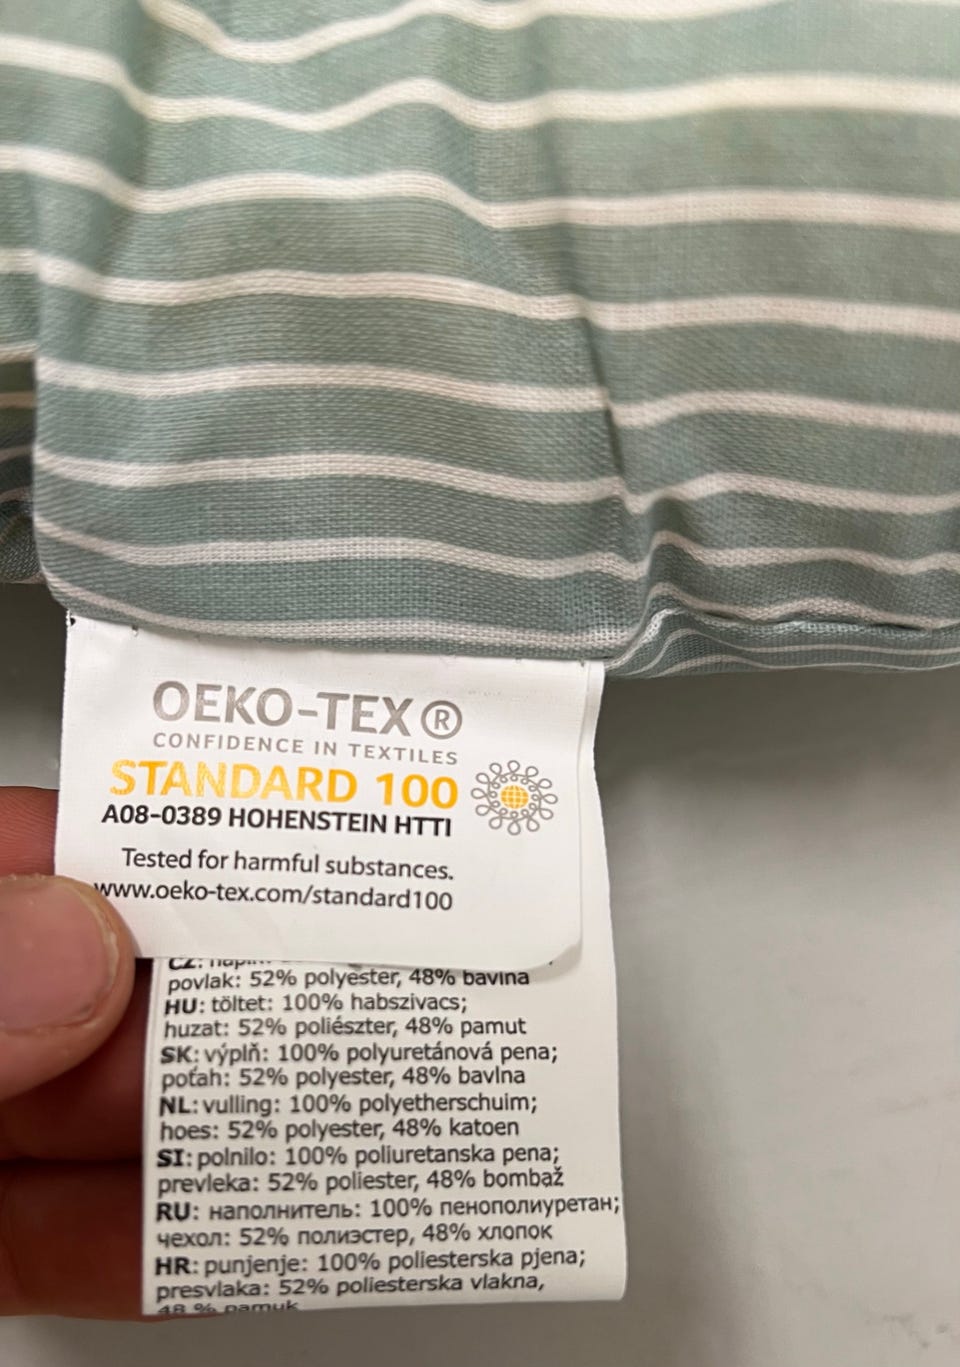 OEKO-TEX®
CONFIDENCE IN TEXTILES
STANDARD 100
A08-0389 HOHENSTEIN HTTI
Tested for harmful substances.
www.oeko-tex.com/standard100
CZ:
povlak: 52% polyester, 48% bavlna
HU: töltet: 100% habszivacs;
huzat: 52% poliészter, 48% pamut
SK: výplň: 100% polyuretánová pena;
poťah: 52% polyester, 48% bavlna
NL: vulling: 100% polyetherschuim;
hoes: 52% polyester, 48% katoen
SI: polnilo: 100% poliuretanska pena;
prevleka: 52% poliester, 48% bombaž
RU: наполнитель: 100% пенополиуретан;
чехол: 52% полиэстер, 48% хлопок
HR: punjenje: 100% poliesterska pjena;
presvlaka: 52% poliesterska vlakna,
48 % pamuk